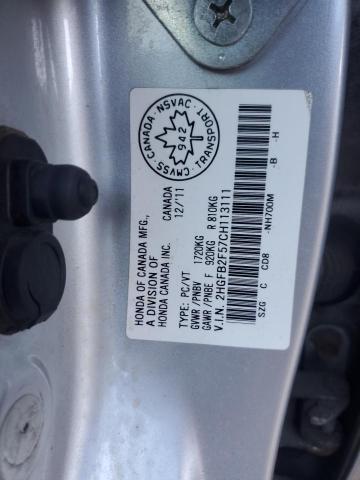 HONDA OF CANADA MFG.,
A DIVISION OF
HONDA CANADA INC. CANADA
12/'11
TYPE: PC/VT
GVWR /PNBV 1720KG
GAWR /PNBE F 920KG R 810KG
V.I.N. 2HGFB2F57CH113111
-NH700M -B -H
SZG C CD8
CANADA · NSVAC · TRANSPORT · CMVSS
942